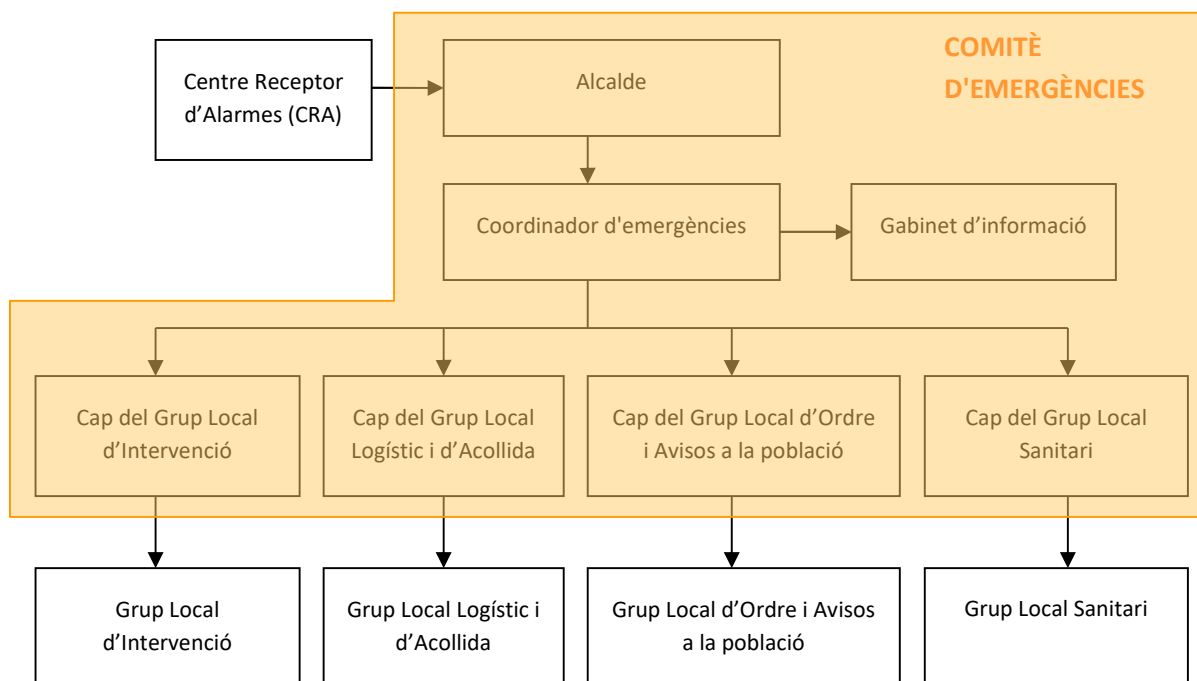 COMITÈ
D'EMERGÈNCIES
Centre Receptor
d’Alarmes (CRA)
Alcalde
Coordinador d'emergències
Gabinet d’informació
Cap del Grup Local
d’Intervenció
Cap del Grup Local
Logístic i d’Acollida
Cap del Grup Local d’Ordre
i Avisos a la població
Cap del Grup Local
Sanitari
Grup Local
d’Intervenció
Grup Local Logístic i
d’Acollida
Grup Local d’Ordre i Avisos
a la població
Grup Local Sanitari